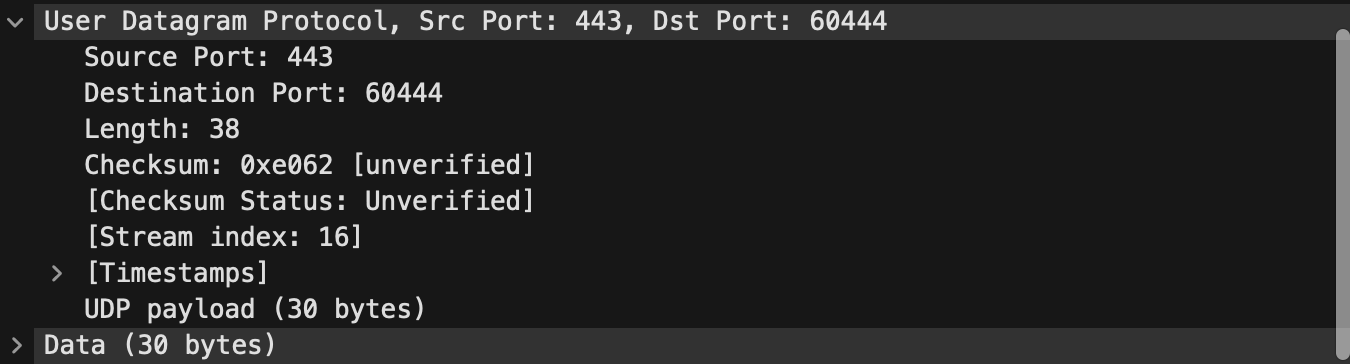 User Datagram Protocol, Src Port: 443, Dst Port: 60444
Source Port: 443
Destination Port: 60444
Length: 38
Checksum: 0xe062 [unverified]
[Checksum Status: Unverified]
[Stream index: 16]
[Timestamps]
UDP payload (30 bytes)
Data (30 bytes)